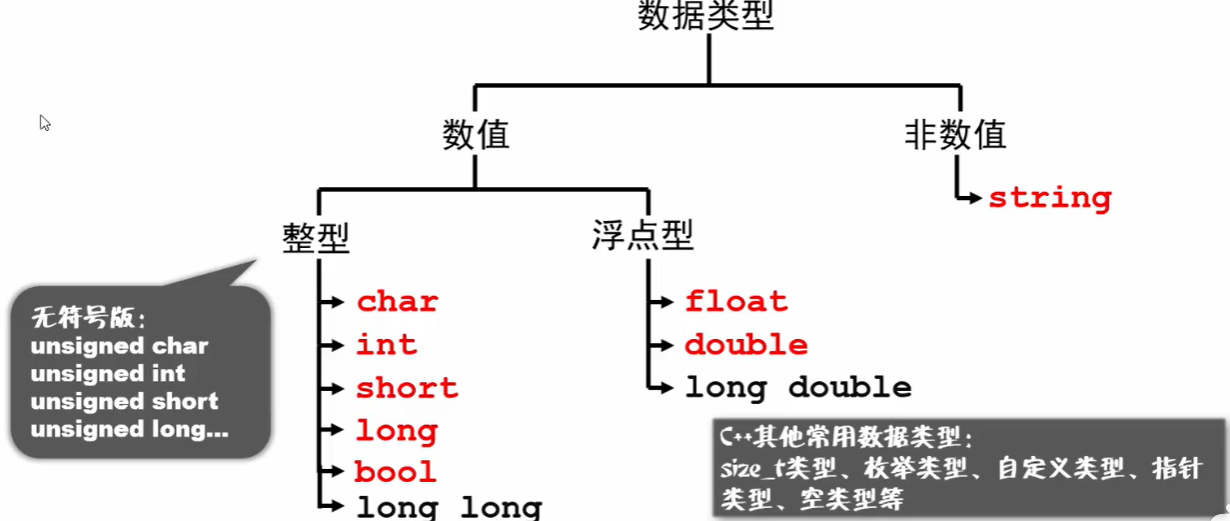 数据类型
数值
非数值
string
整型
浮点型
char
int
short
long
bool
long long
float
double
long double
无符号版：
unsigned char
unsigned int
unsigned short
unsigned long...
C++其他常用数据类型：
size_t类型、枚举类型、自定义类型、指针
类型、空类型等